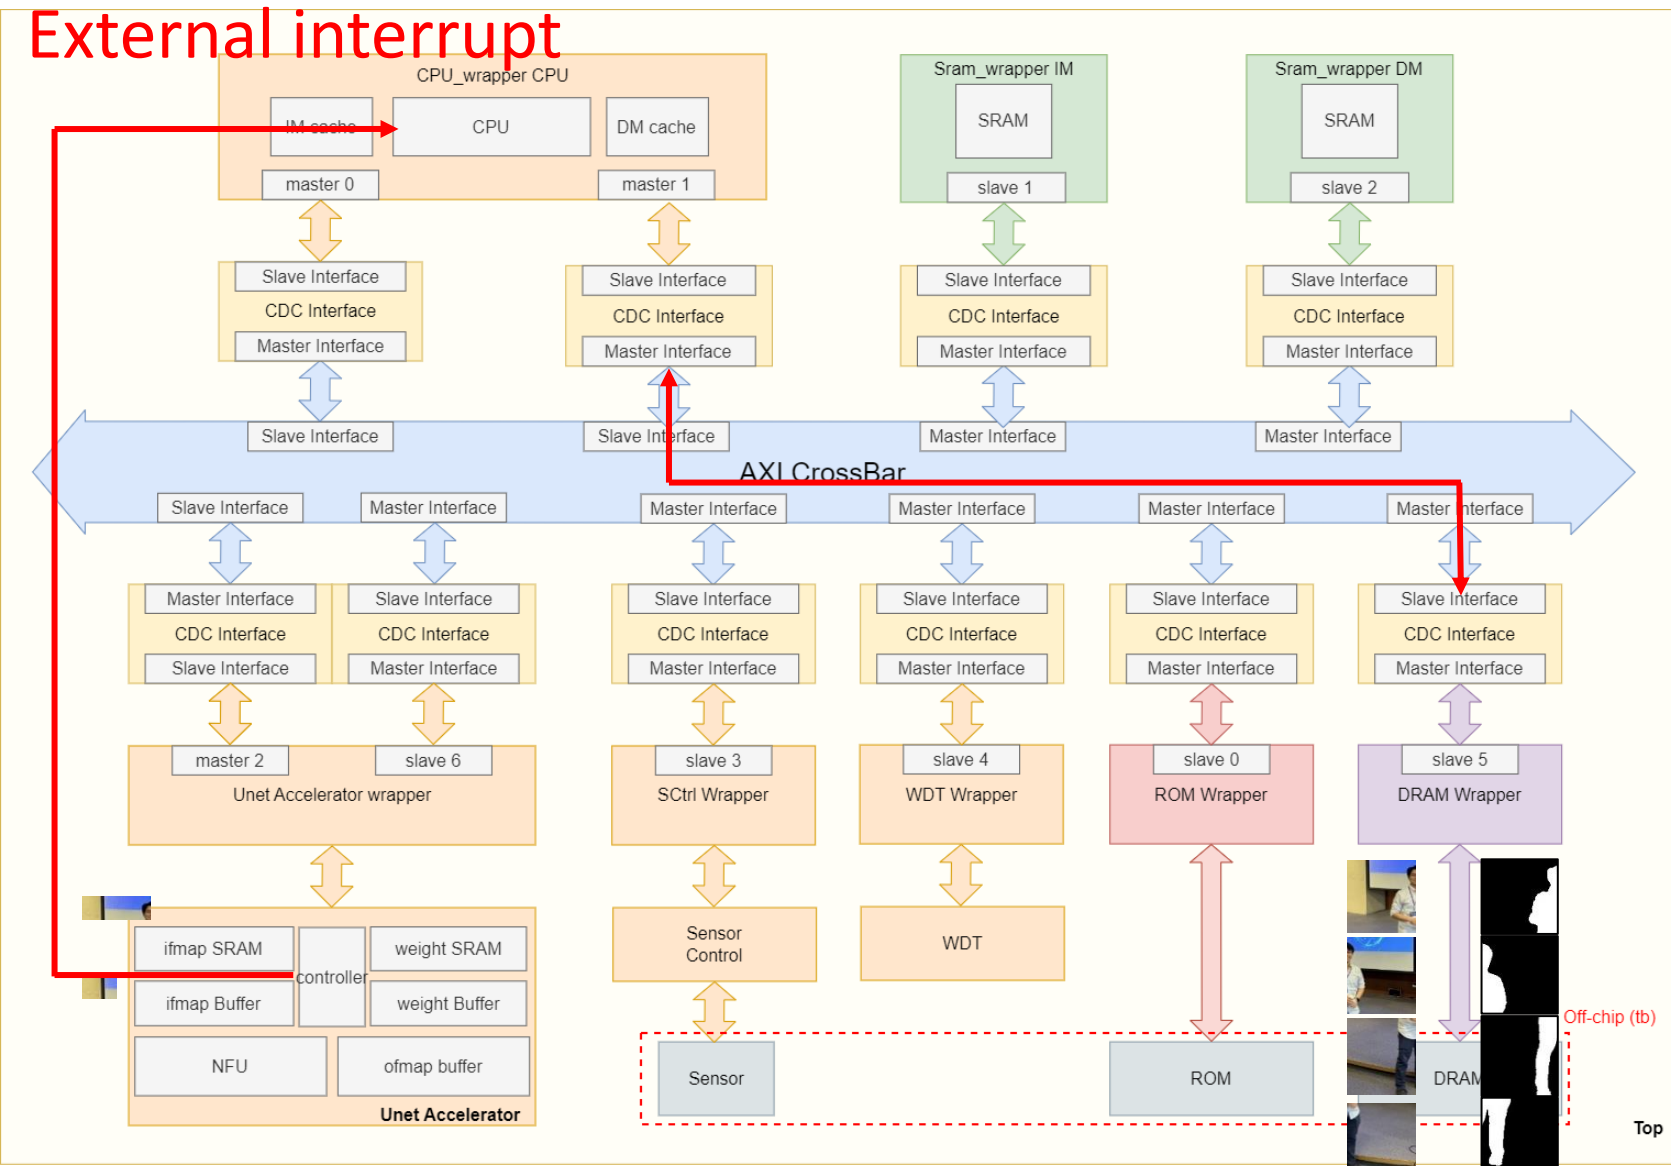 External interrupt
CPU_wrapper CPU
IM cache
CPU
DM cache
master 0
master 1
Sram_wrapper IM
SRAM
slave 1
Sram_wrapper DM
SRAM
slave 2
Slave Interface
CDC Interface
Master Interface
Slave Interface
CDC Interface
Master Interface
Slave Interface
CDC Interface
Master Interface
Slave Interface
CDC Interface
Master Interface
Slave Interface
Slave Interface
Master Interface
Master Interface
AXI CrossBar
Slave Interface
Master Interface
Master Interface
Master Interface
Master Interface
Master Interface
Master Interface
CDC Interface
Slave Interface
Slave Interface
CDC Interface
Master Interface
Slave Interface
CDC Interface
Master Interface
Slave Interface
CDC Interface
Master Interface
Slave Interface
CDC Interface
Master Interface
Slave Interface
CDC Interface
Master Interface
master 2
slave 6
Unet Accelerator wrapper
slave 3
SCtrl Wrapper
slave 4
WDT Wrapper
slave 0
ROM Wrapper
slave 5
DRAM Wrapper
ifmap SRAM
controller
weight SRAM
ifmap Buffer
weight Buffer
NFU
ofmap buffer
Unet Accelerator
Sensor
Control
WDT
Off-chip (tb)
Sensor
ROM
DRAM
Top